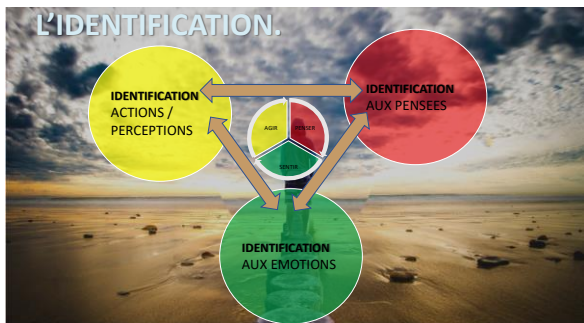 L'IDENTIFICATION.
IDENTIFICATION
ACTIONS /
PERCEPTIONS
IDENTIFICATION
AUX PENSEES
AGIR
PENSER
SENTIR
IDENTIFICATION
AUX EMOTIONS